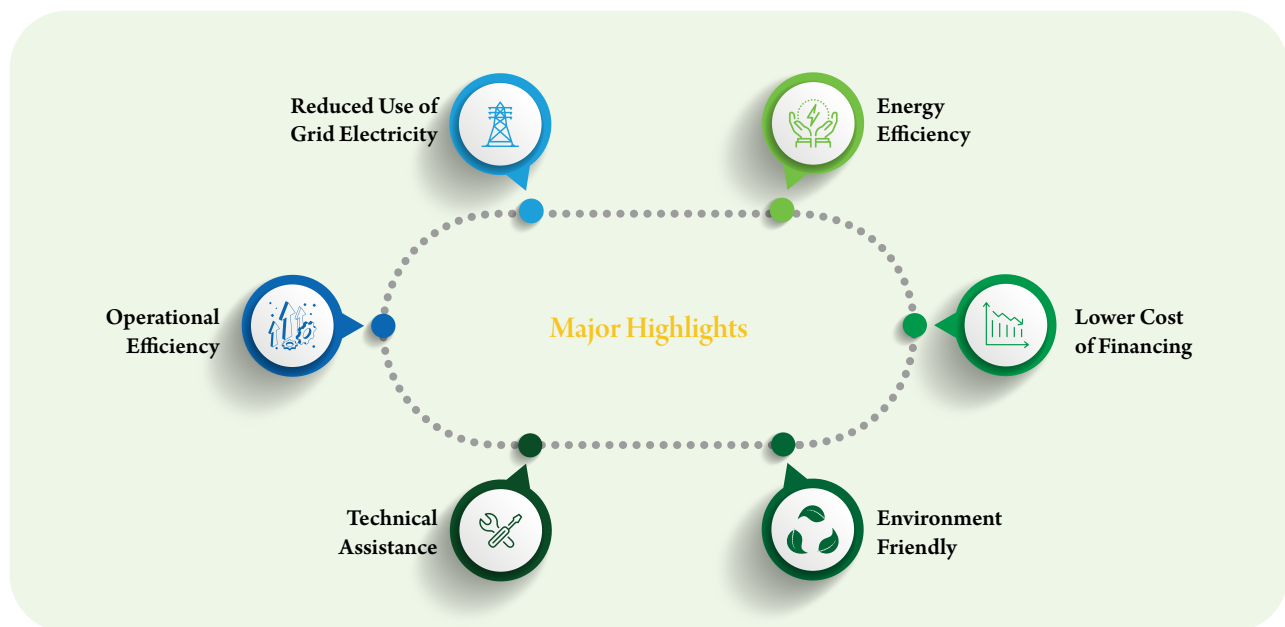 Reduced Use of
Grid Electricity
Energy
Efficiency
Operational
Efficiency
Major Highlights
Lower Cost
of Financing
Technical
Assistance
Environment
Friendly